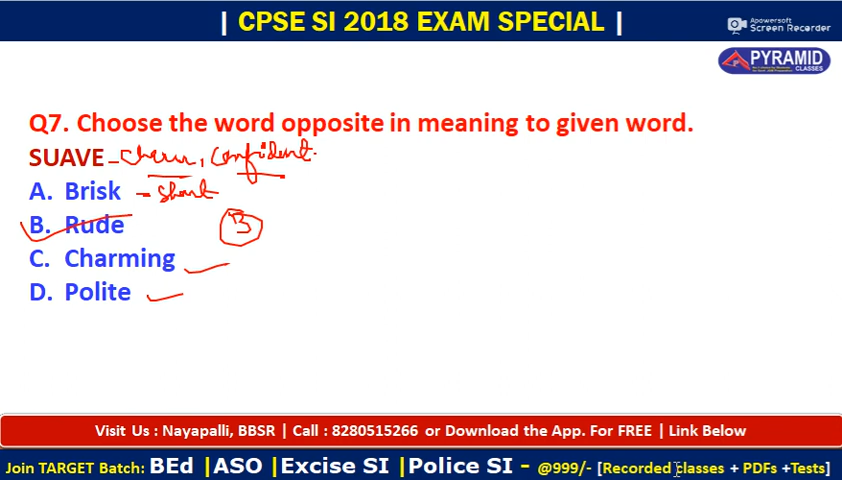 | CPSE SI 2018 EXAM SPECIAL |
Apowersoft
Screen Recorder
PYRAMID
CLASSES
Q7. Choose the word opposite in meaning to given word.
SUAVE - charm, confident.
A. Brisk - short
B. Rude
B
C. Charming
D. Polite
Visit Us : Nayapalli, BBSR | Call : 8280515266 or Download the App. For FREE | Link Below
Join TARGET Batch: BEd |ASO |Excise SI |Police SI - @999/- [Recorded classes + PDFs +Tests]